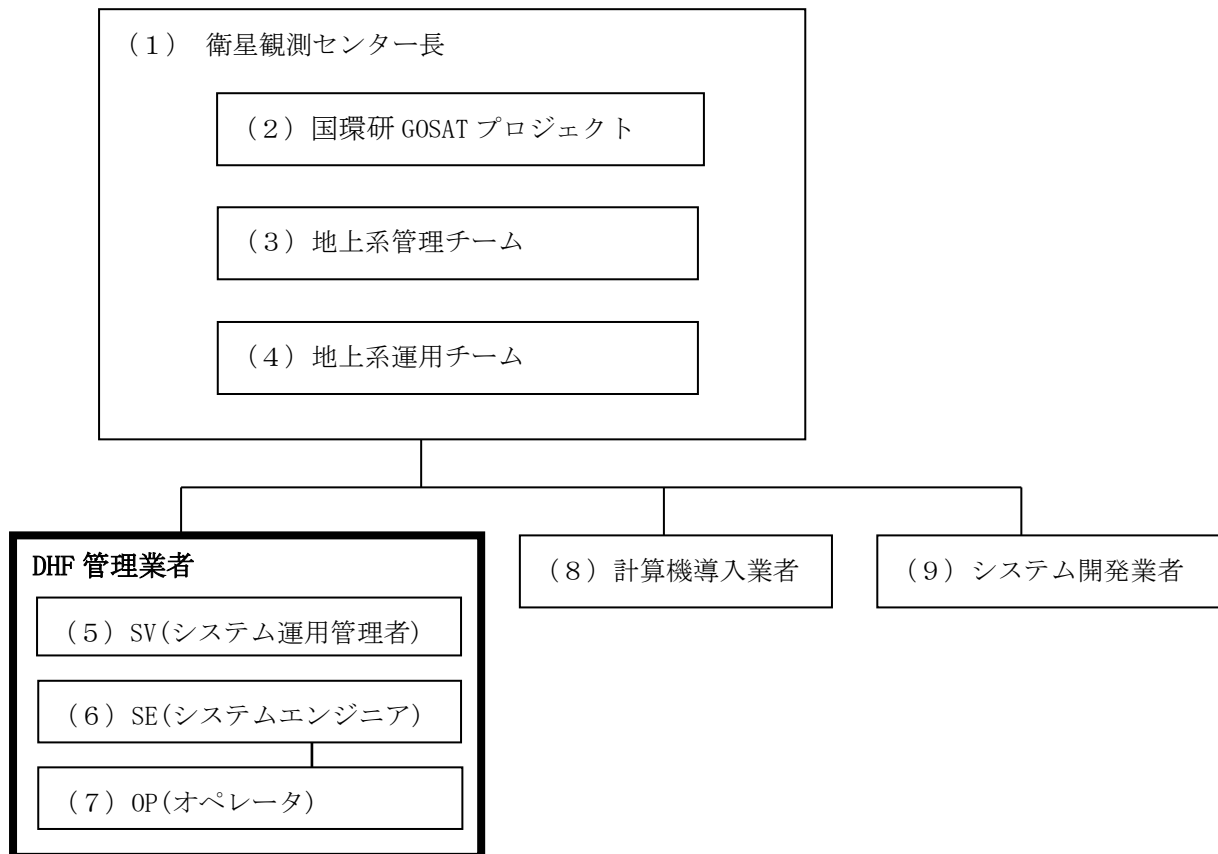 （１） 衛星観測センター長
（２）国環研 GOSAT プロジェクト
（３）地上系管理チーム
（４）地上系運用チーム
DHF 管理業者
（５）SV(システム運用管理者)
（６）SE(システムエンジニア)
（７）OP(オペレータ)
（８）計算機導入業者
（９）システム開発業者